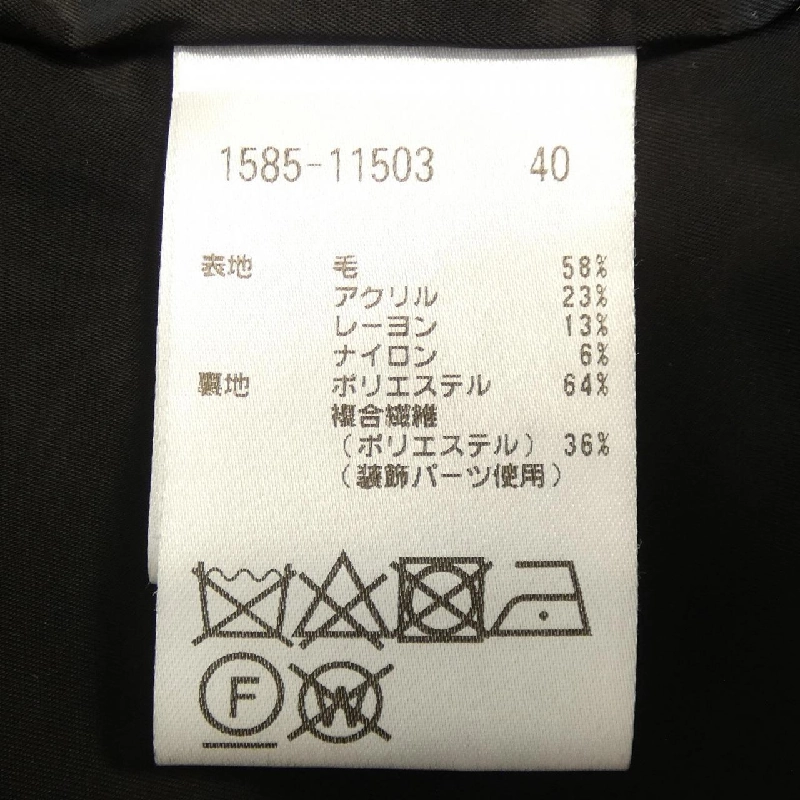 1585-11503 40
表地 毛 58%
アクリル 23%
レーヨン 13%
ナイロン 6%
裏地 ポリエステル 64%
複合繊維
(ポリエステル) 36%
(装飾パーツ使用)
F W